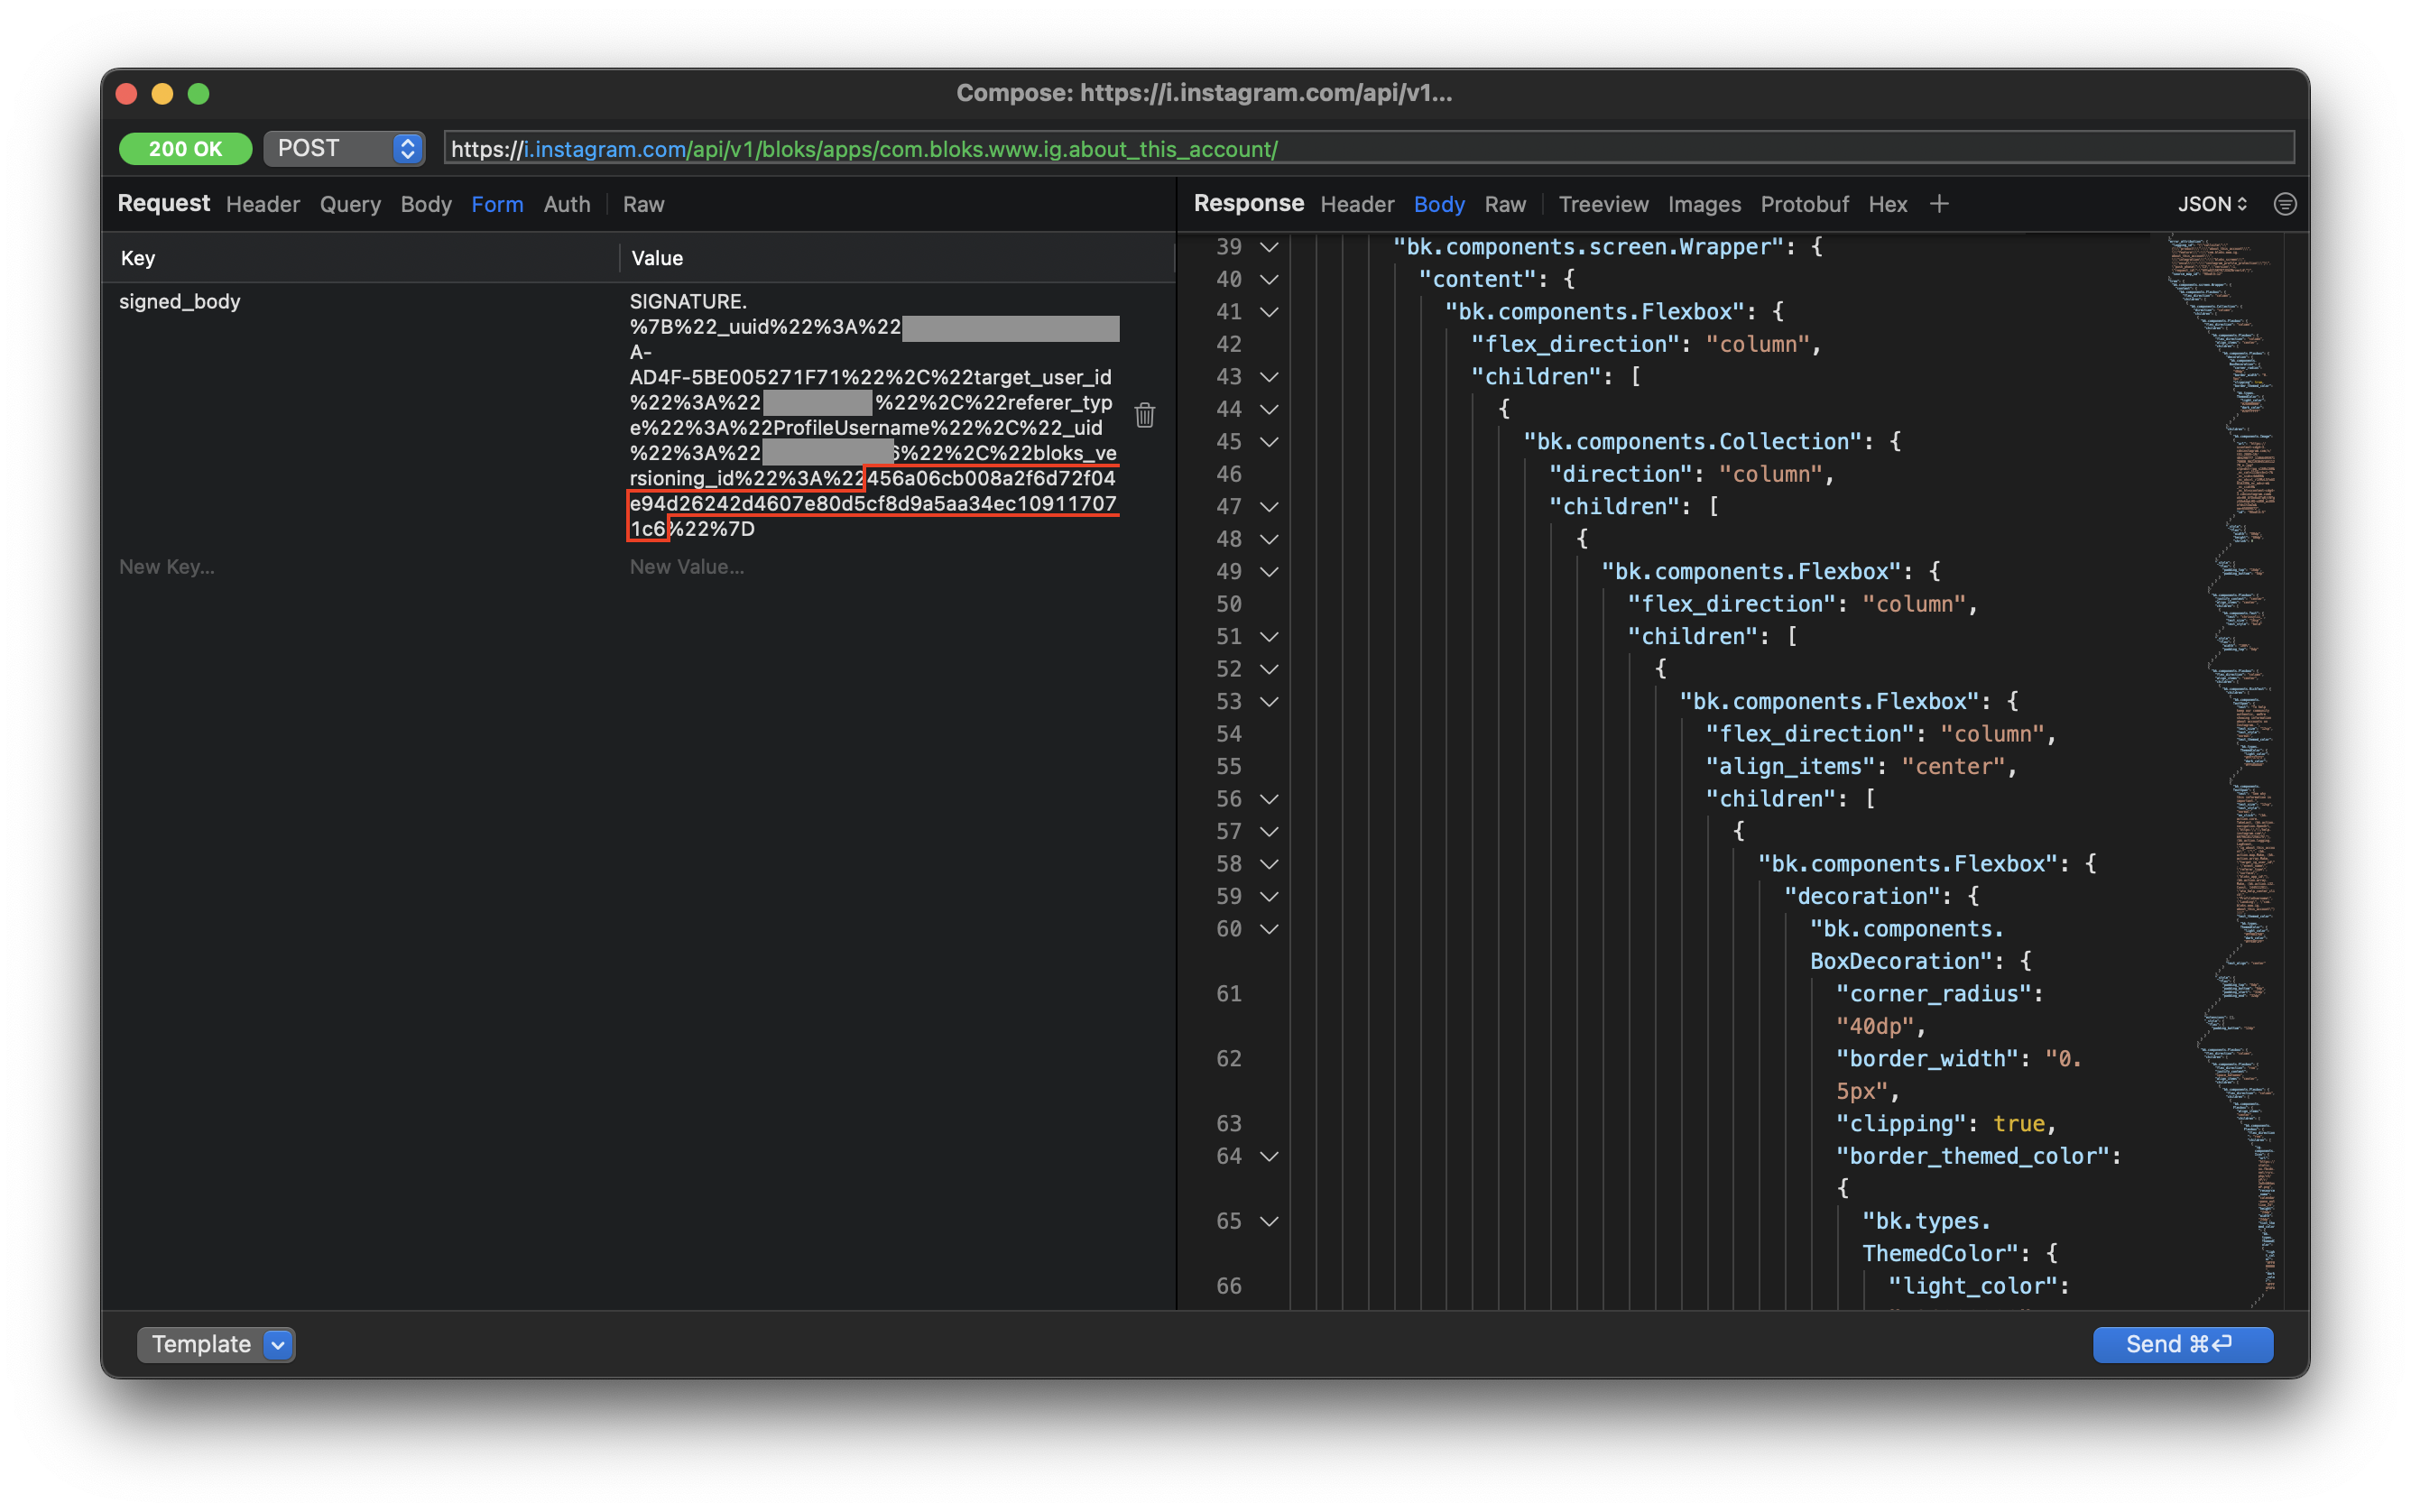 Compose: https://i.instagram.com/api/v1...
200 OK POST https://i.instagram.com/api/v1/bloks/apps/com.bloks.www.ig.about_this_account/
Request Header Query Body Form Auth Raw
Key Value
signed_body
SIGNATURE.
%7B%22_uuid%22%3A%22
A-
AD4F-5BE005271F71%22%2C%22target_user_id
%22%3A%22 %22%2C%22referer_typ
e%22%3A%22ProfileUsername%22%2C%22_uid
%22%3A%22 6%22%2C%22bloks_ve
rsioning_id%22%3A%22456a06cb008a2f6d72f04
e94d26242d4607e80d5cf8d9a5aa34ec10911707
1c6%22%7D
New Key... New Value...
Response Header Body Raw Treeview Images Protobuf Hex + JSON
39 "bk.components.screen.Wrapper": {
40 "content": {
41 "bk.components.Flexbox": {
42 "flex_direction": "column",
43 "children": [
44 {
45 "bk.components.Collection": {
46 "direction": "column",
47 "children": [
48 {
49 "bk.components.Flexbox": {
50 "flex_direction": "column",
51 "children": [
52 {
53 "bk.components.Flexbox": {
54 "flex_direction": "column",
55 "align_items": "center",
56 "children": [
57 {
58 "bk.components.Flexbox": {
59 "decoration": {
60 "bk.components.
BoxDecoration": {
61 "corner_radius":
"40dp",
62 "border_width": "0.
5px",
63 "clipping": true,
64 "border_themed_color":
{
65 "bk.types.
ThemedColor": {
66 "light_color":
Template
Send ⌘⏎